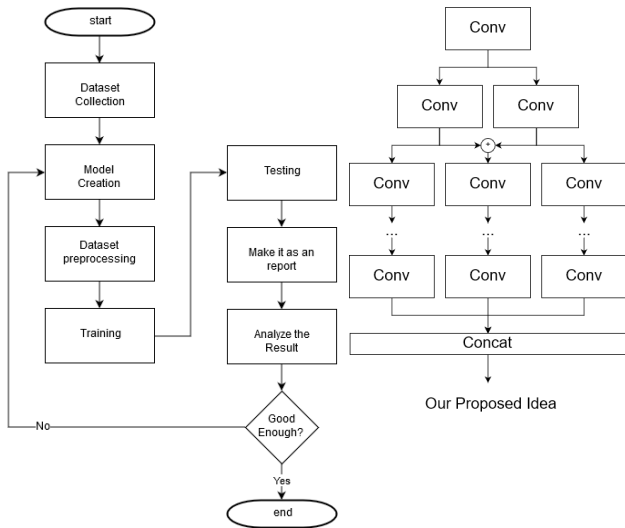 start
Dataset
Collection
Model
Creation
Dataset
preprocessing
Training
Testing
Make it as an
report
Analyze the
Result
Good
Enough?
No
Yes
end
Conv
Conv
Conv
+
Conv
Conv
Conv
...
...
...
Conv
Conv
Conv
Concat
Our Proposed Idea